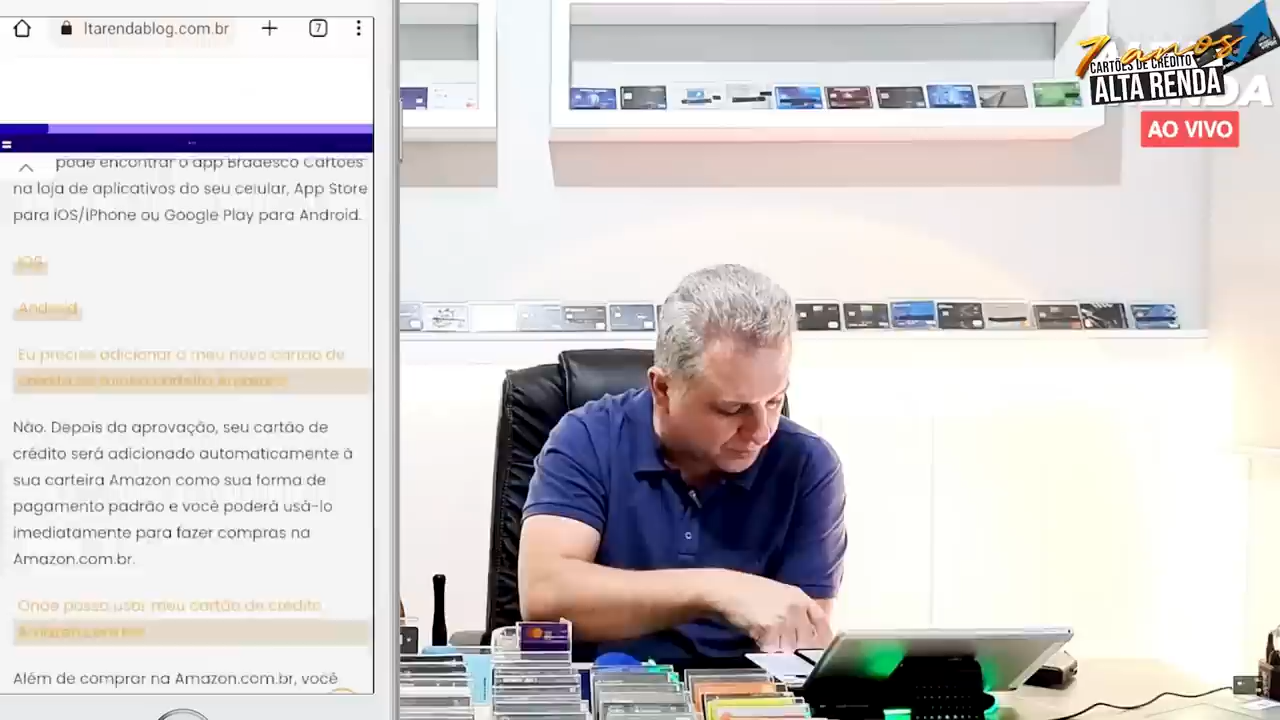 ltarendablog.com.br
7
pode encontrar o app Bradesco Cartões
na loja de aplicativos do seu celular, App Store
para iOS/iPhone ou Google Play para Android.
iOS
Android
Eu preciso adicionar o meu novo cartão de
Não. Depois da aprovação, seu cartão de
crédito será adicionado automaticamente à
sua carteira Amazon como sua forma de
pagamento padrão e você poderá usá-lo
imediatamente para fazer compras na
Amazon.com.br.
Onde posso usar meu cartão de crédito
Além de comprar na Amazon.com.br, você
7 anos
CARTÕES DE CRÉDITO
ALTA RENDA
AO VIVO